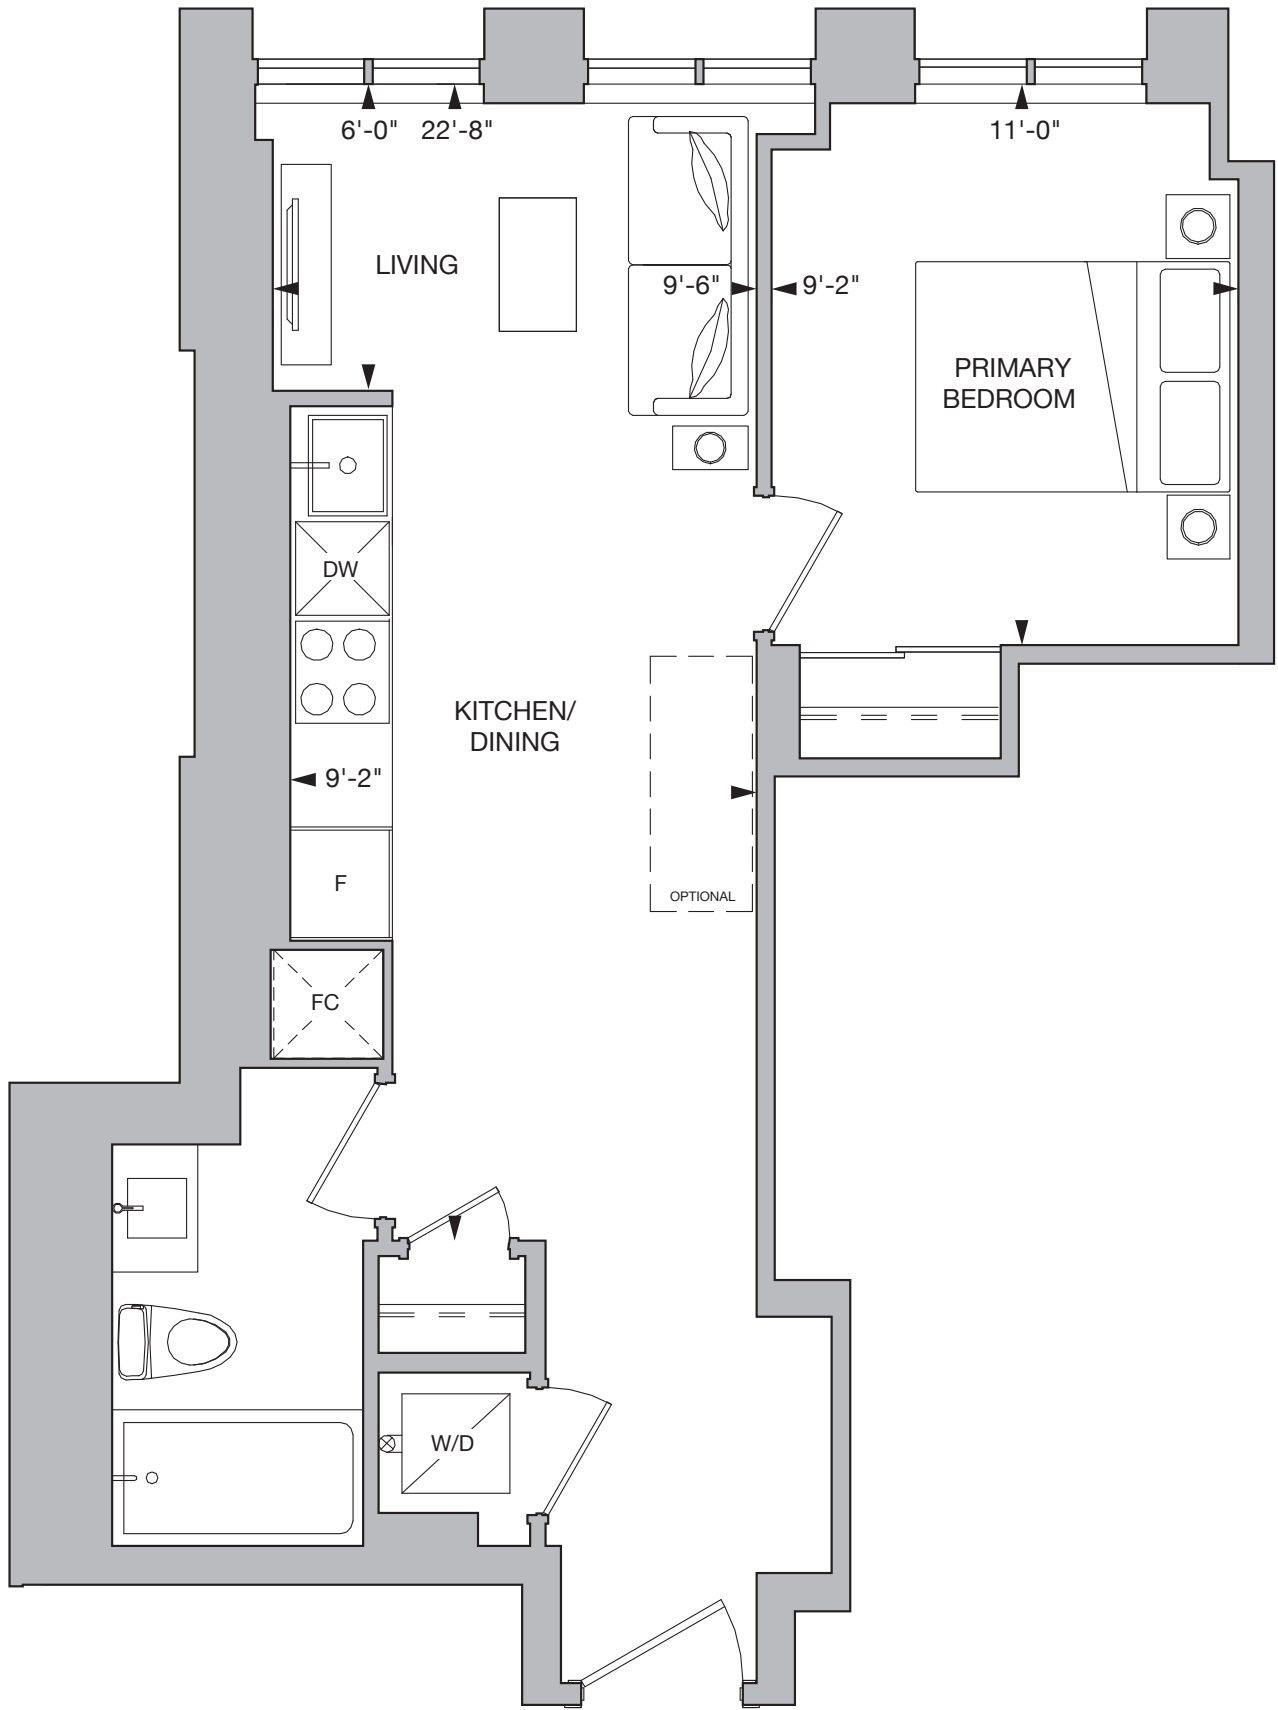 6'-0" 22'-8" 11'-0"
LIVING
9'-6" 9'-2"
PRIMARY
BEDROOM
DW
KITCHEN/
DINING
9'-2"
F
OPTIONAL
FC
W/D